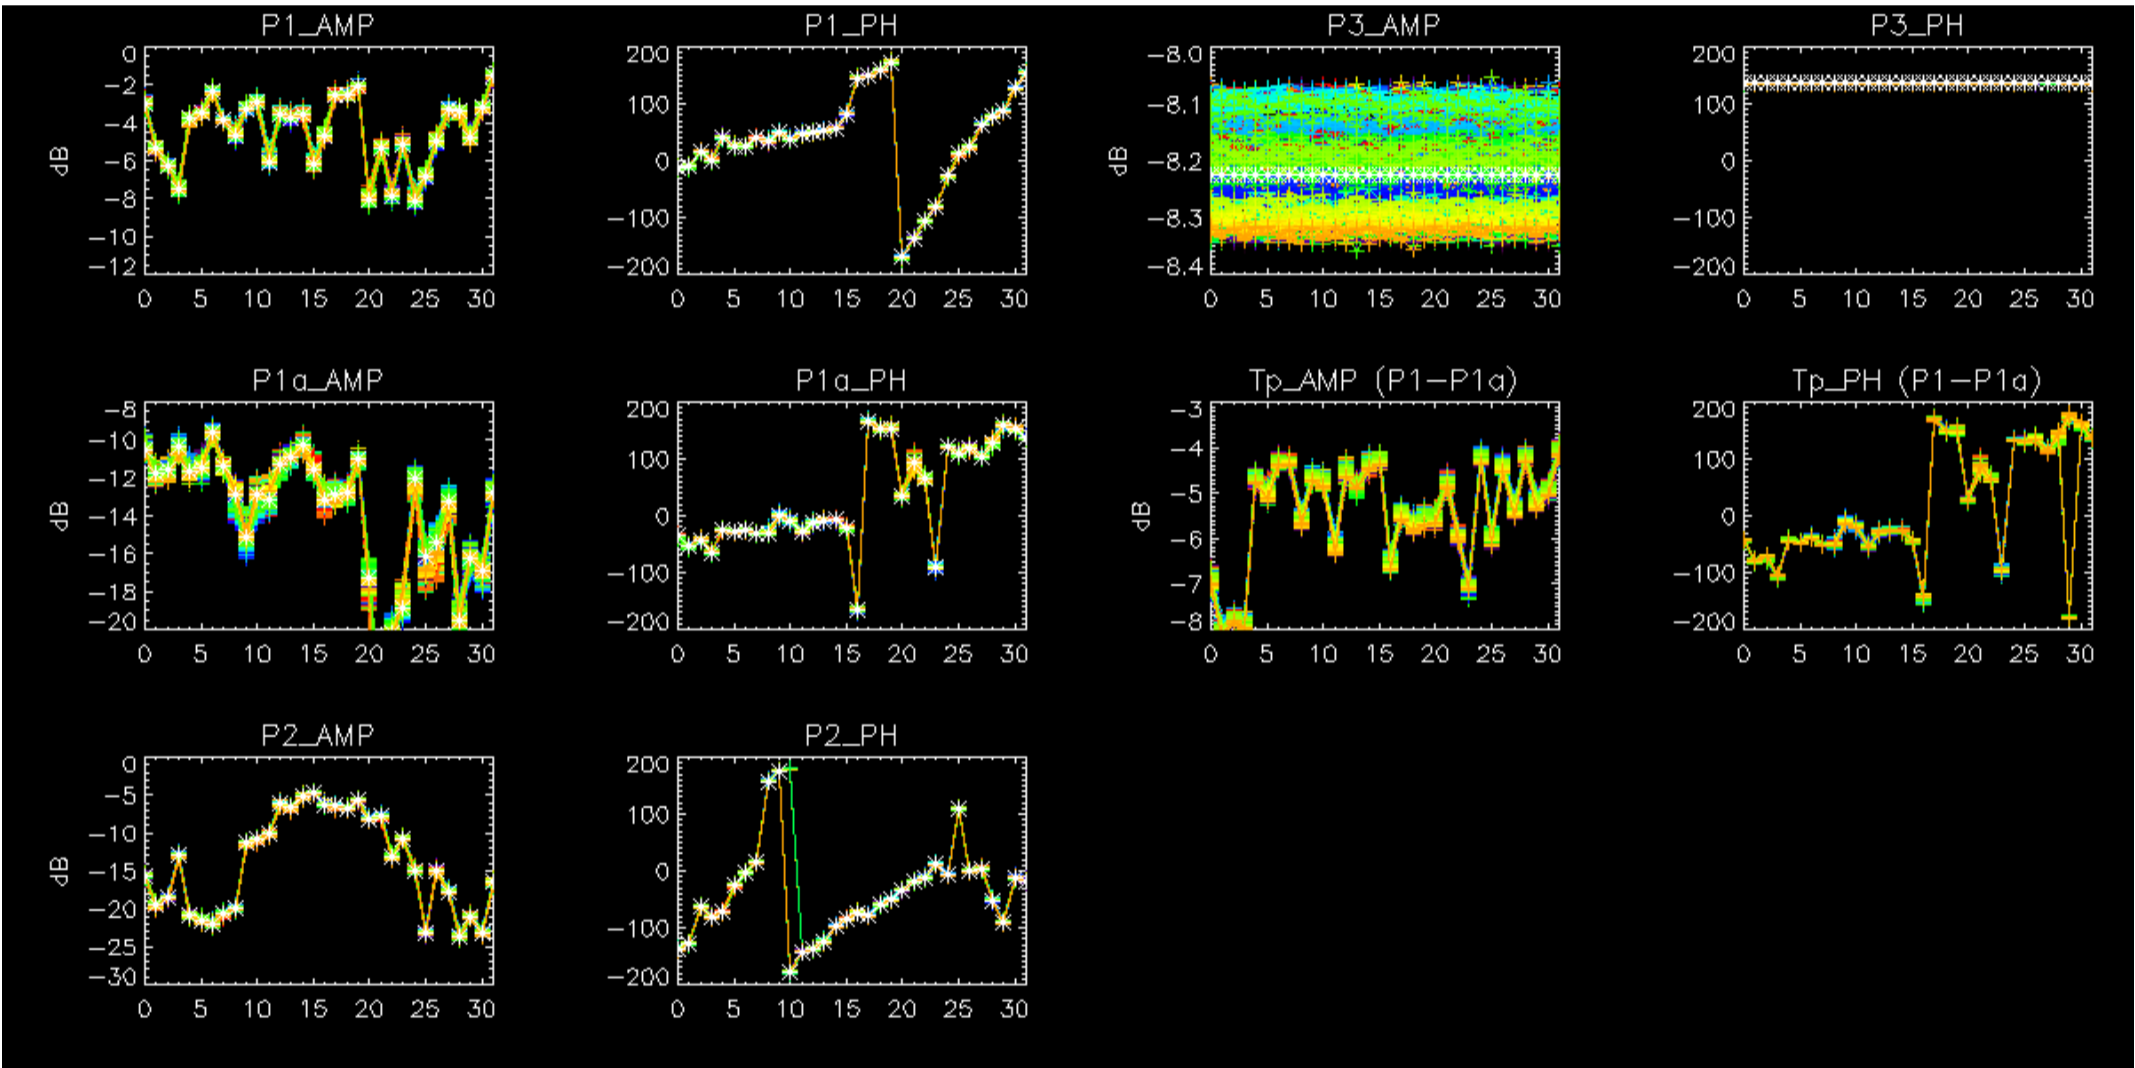 P1_AMP
0
-2
-4
-6
-8
-10
-12
dB
0 5 10 15 20 25 30
P1_PH
200
100
0
-100
-200
0 5 10 15 20 25 30
P3_AMP
-8.0
-8.1
-8.2
-8.3
-8.4
dB
0 5 10 15 20 25 30
P3_PH
200
100
0
-100
-200
0 5 10 15 20 25 30
P1a_AMP
-8
-10
-12
-14
-16
-18
-20
dB
0 5 10 15 20 25 30
P1a_PH
200
100
0
-100
-200
0 5 10 15 20 25 30
Tp_AMP (P1-P1a)
-3
-4
-5
-6
-7
-8
dB
0 5 10 15 20 25 30
Tp_PH (P1-P1a)
200
100
0
-100
-200
0 5 10 15 20 25 30
P2_AMP
0
-5
-10
-15
-20
-25
-30
dB
0 5 10 15 20 25 30
P2_PH
200
100
0
-100
-200
0 5 10 15 20 25 30